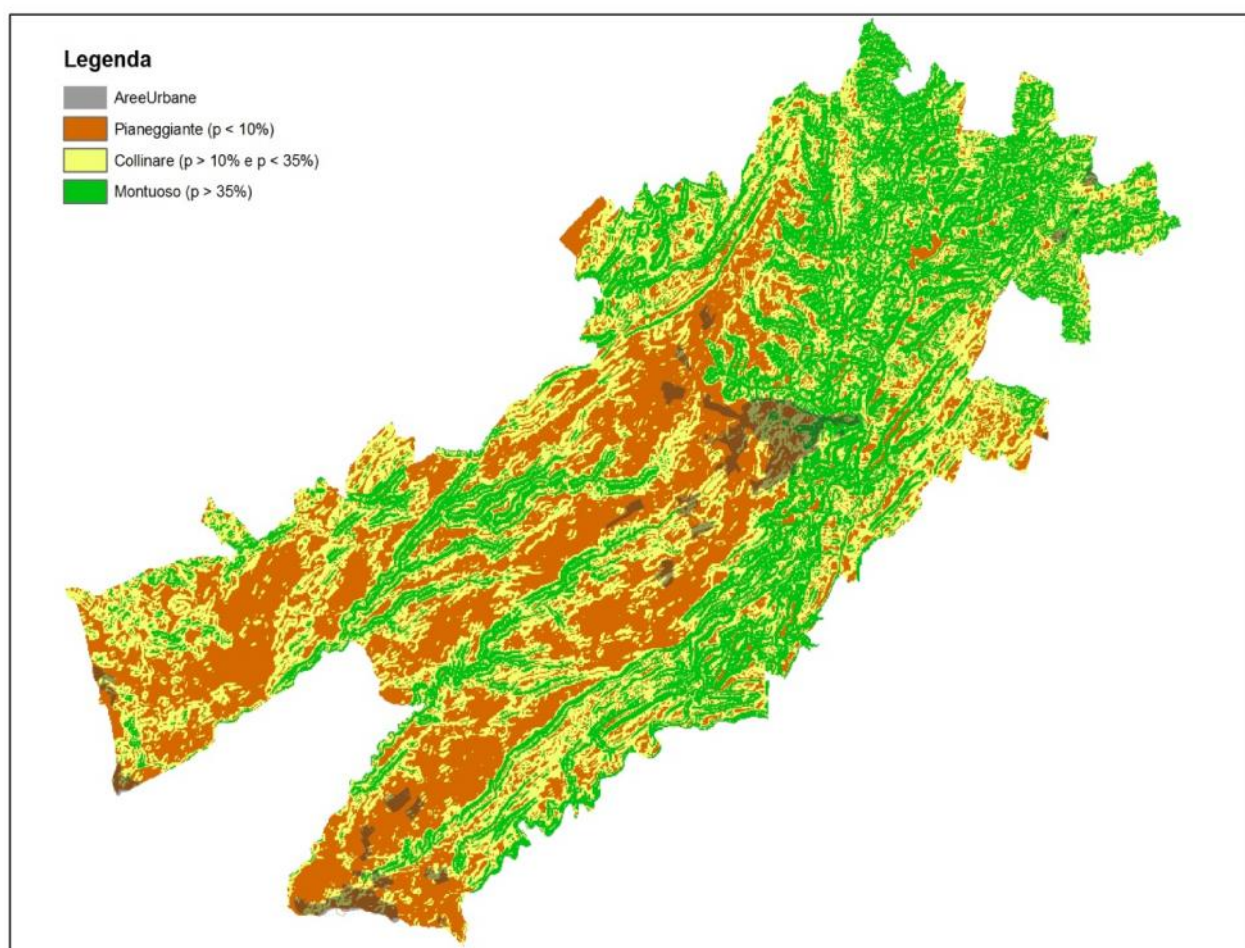 Legenda
AreeUrbane
Pianeggiante (p < 10%)
Collinare (p > 10% e p < 35%)
Montuoso (p > 35%)